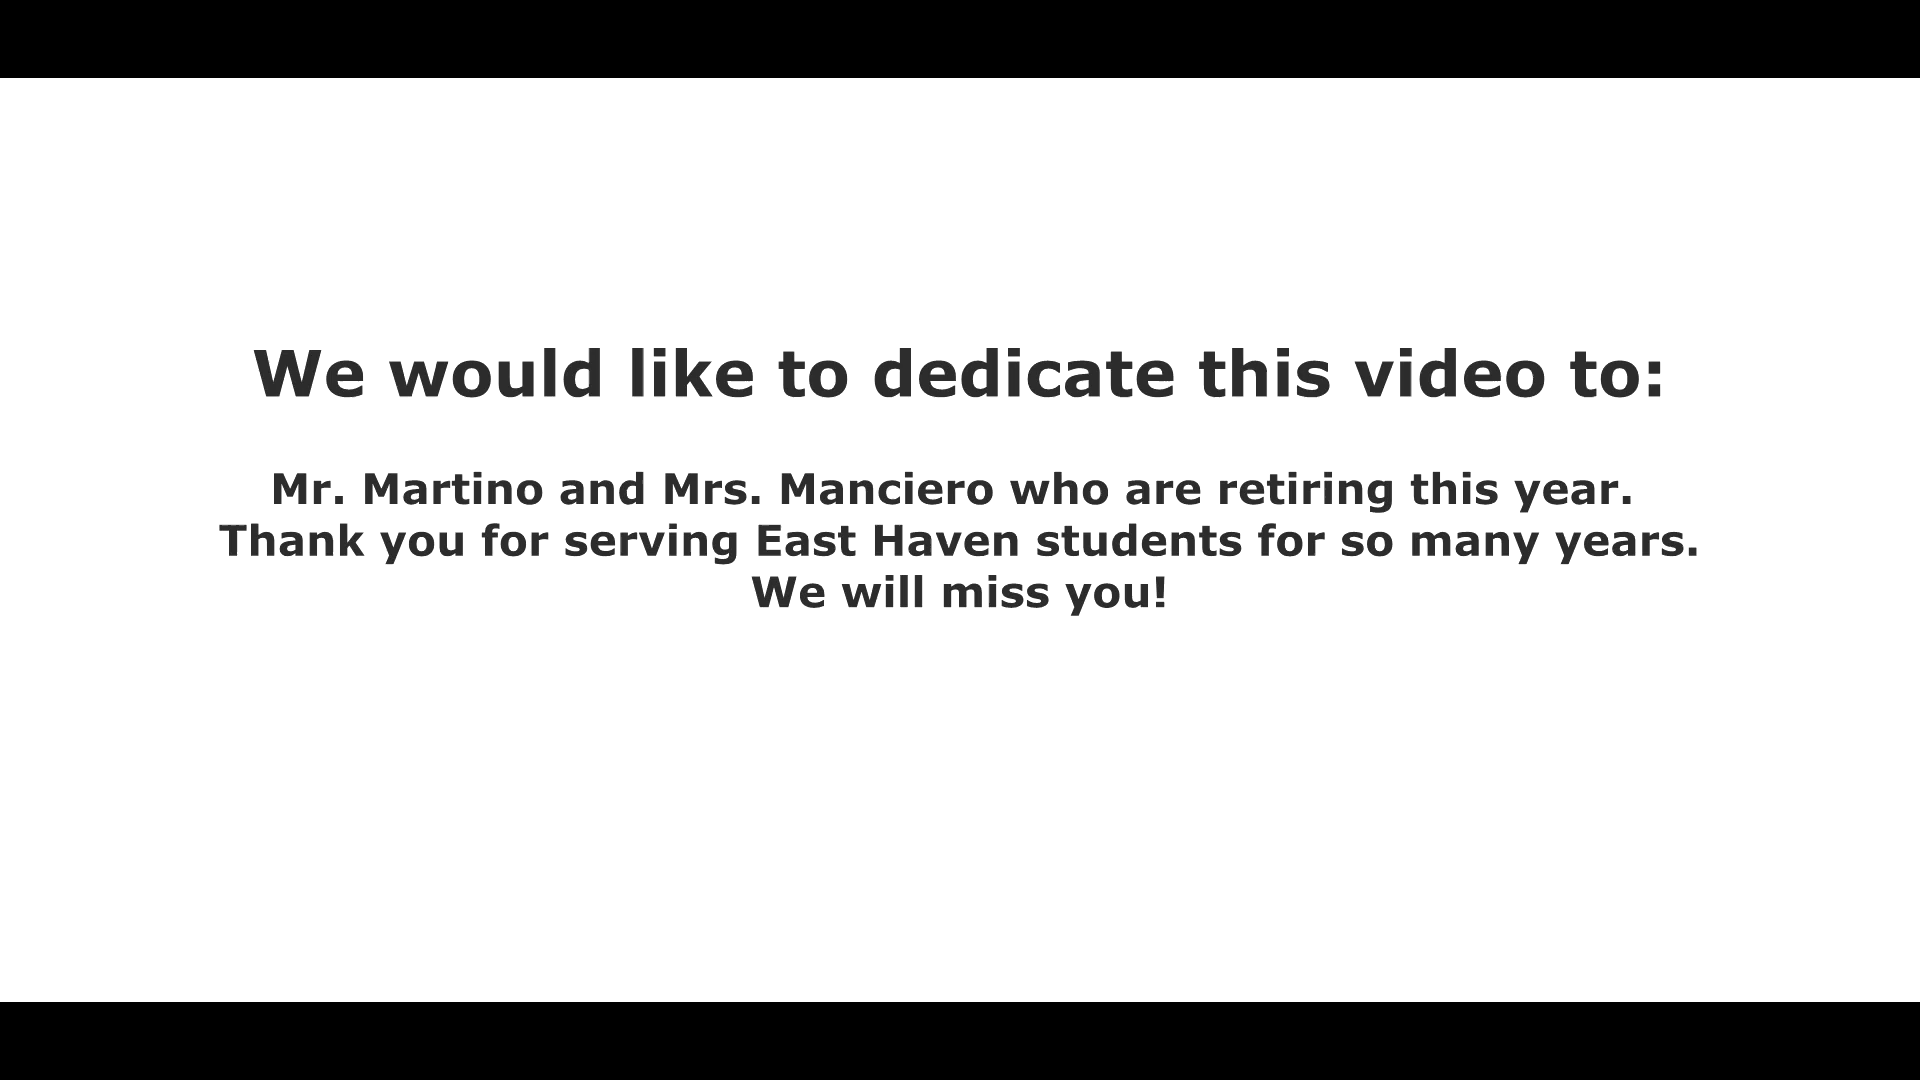 We would like to dedicate this video to:
Mr. Martino and Mrs. Manciero who are retiring this year.
Thank you for serving East Haven students for so many years.
We will miss you!